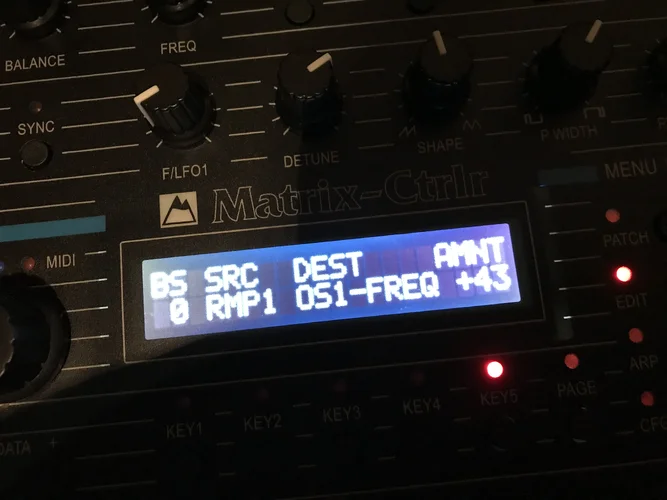 BALANCE
FREQ
SYNC
F/LFO1
DETUNE
SHAPE
P WIDTH
Matrix-Ctrlr
MENU
MIDI
BS SRC DEST AMNT
0 RMP1 OS1-FREQ +43
PATCH
EDIT
ARP
KEY1 KEY2 KEY3 KEY4 KEY5 PAGE
DATA +